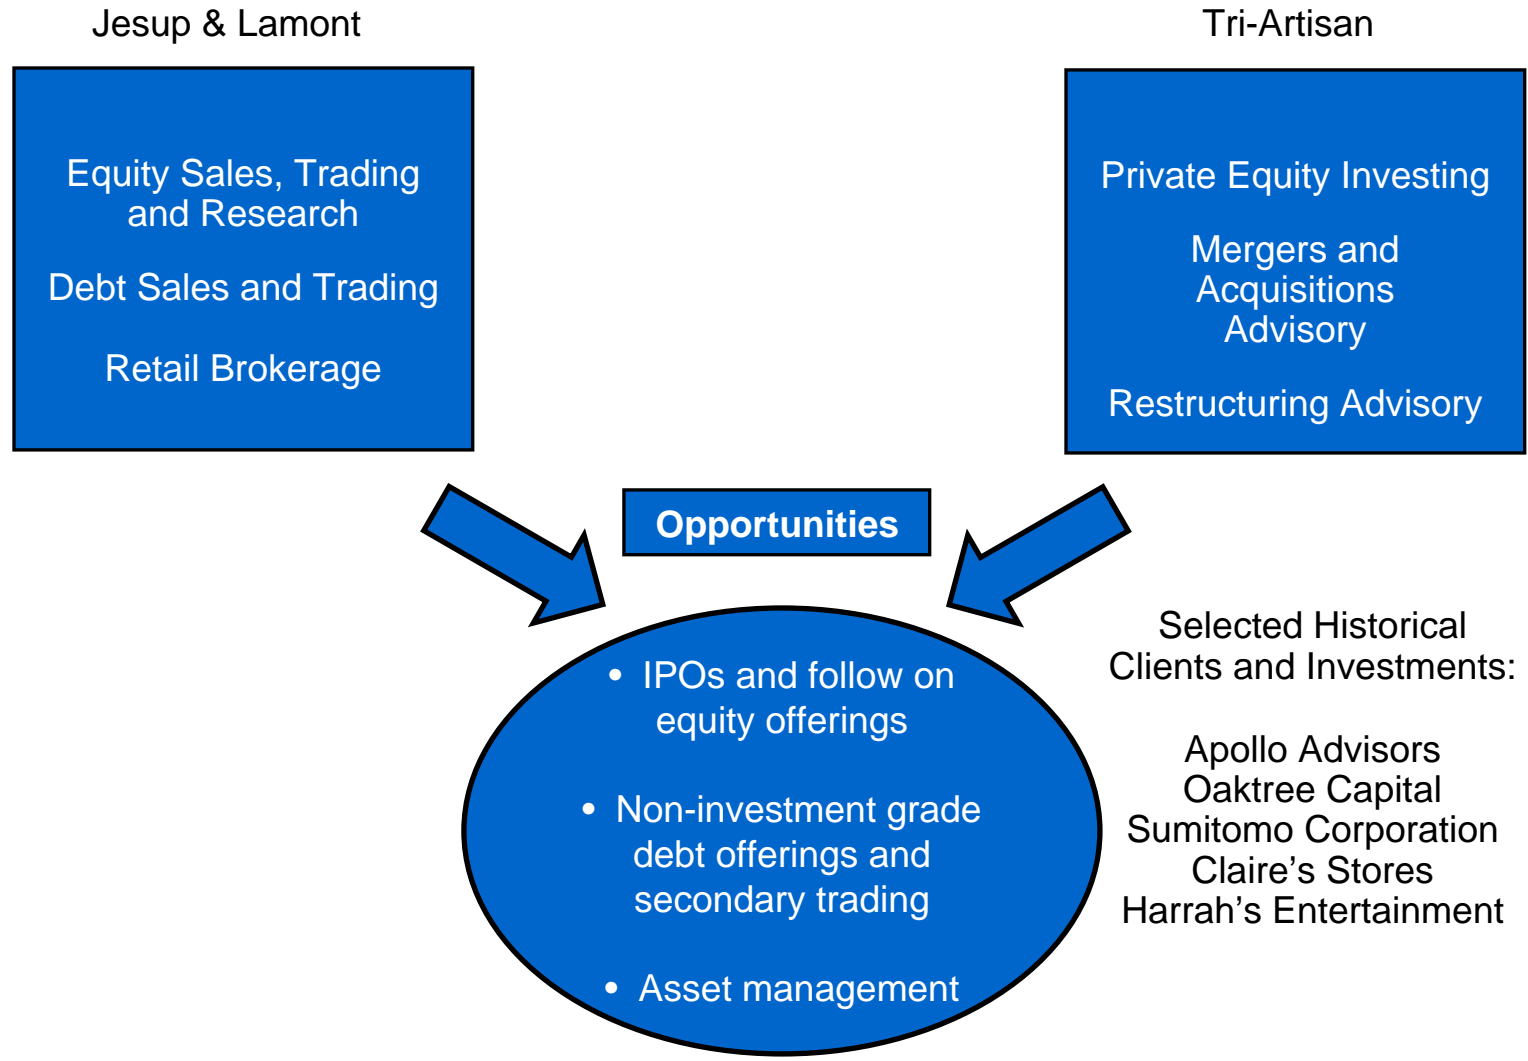 Jesup & Lamont
Tri-Artisan
Equity Sales, Trading
and Research
Debt Sales and Trading
Retail Brokerage
Private Equity Investing
Mergers and
Acquisitions
Advisory
Restructuring Advisory
Opportunities
• IPOs and follow on
equity offerings
• Non-investment grade
debt offerings and
secondary trading
• Asset management
Selected Historical
Clients and Investments:
Apollo Advisors
Oaktree Capital
Sumitomo Corporation
Claire’s Stores
Harrah’s Entertainment